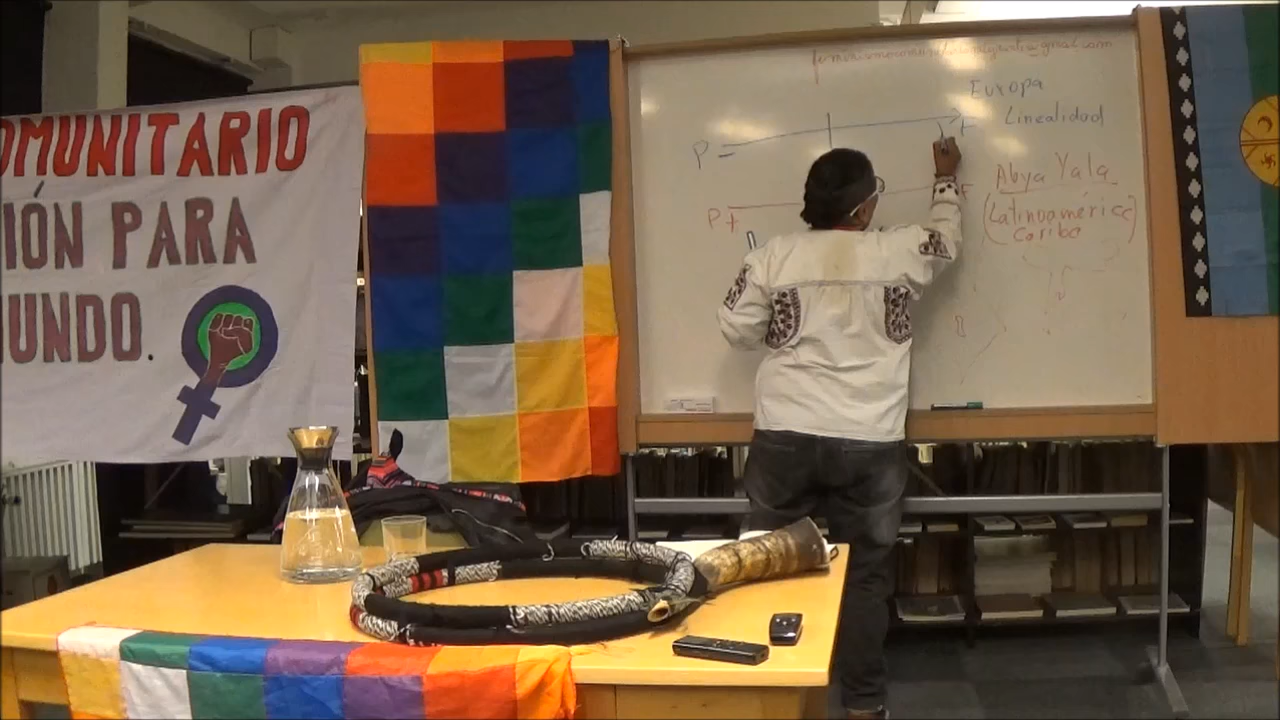 OMUNITARIO
IÓN PARA
UNDO.
Europa
Linealidad
P
F
P
F
Abya Yala
(Latinoamérica
Caribe)